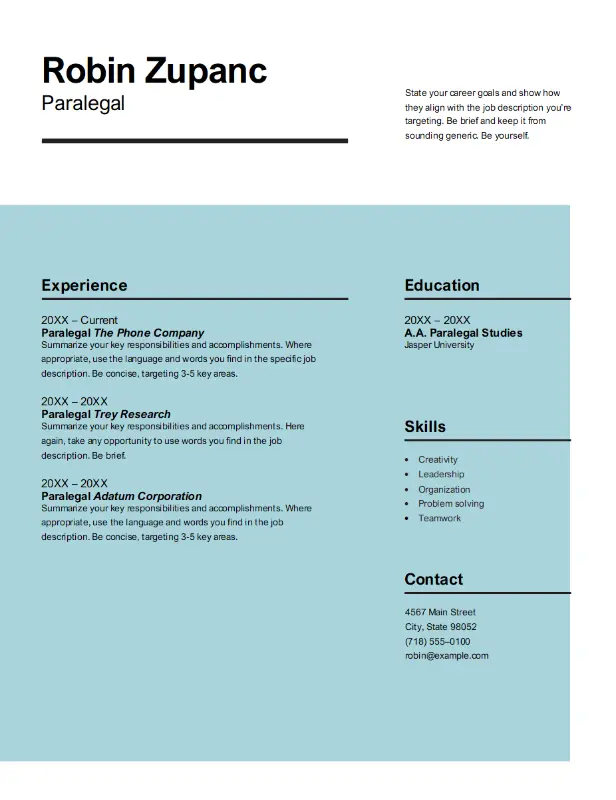 Robin Zupanc
Paralegal
State your career goals and show how
they align with the job description you're
targeting. Be brief and keep it from
sounding generic. Be yourself.
Experience
20XX – Current
Paralegal The Phone Company
Summarize your key responsibilities and accomplishments. Where
appropriate, use the language and words you find in the specific job
description. Be concise, targeting 3-5 key areas.
20XX – 20XX
Paralegal Trey Research
Summarize your key responsibilities and accomplishments. Here
again, take any opportunity to use words you find in the job
description. Be brief.
20XX – 20XX
Paralegal Adatum Corporation
Summarize your key responsibilities and accomplishments. Where
appropriate, use the language and words you find in the job
description. Be concise, targeting 3-5 key areas.
Education
20XX – 20XX
A.A. Paralegal Studies
Jasper University
Skills
• Creativity
• Leadership
• Organization
• Problem solving
• Teamwork
Contact
4567 Main Street
City, State 98052
(718) 555–0100
robin@example.com